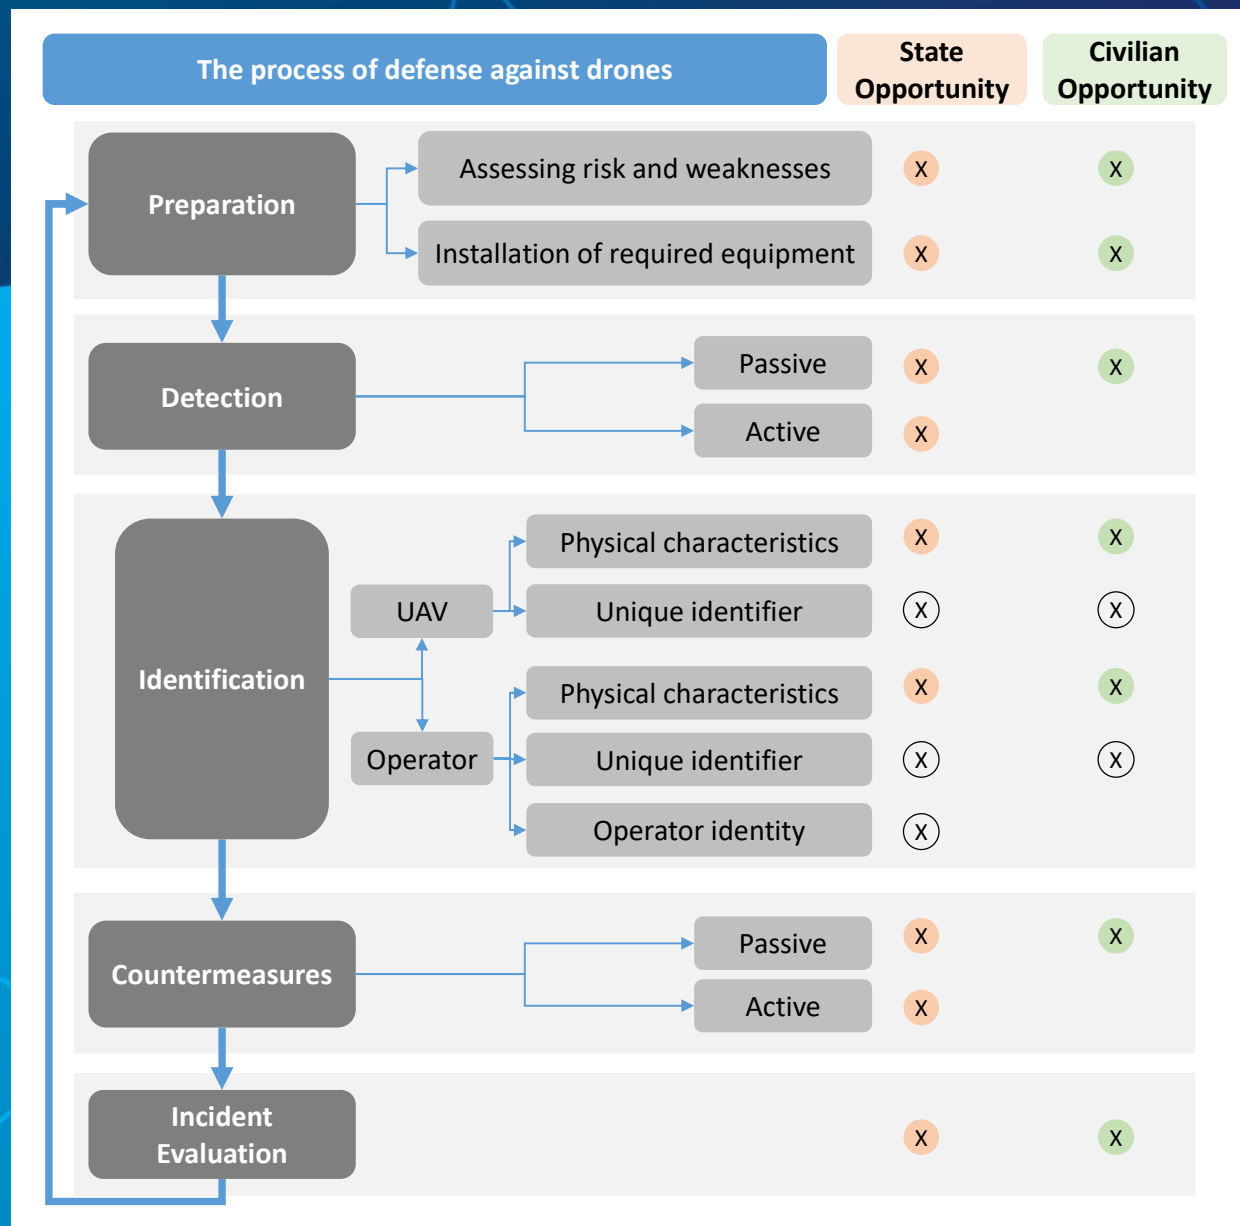 The process of defense against drones
State
Opportunity
Civilian
Opportunity
Preparation
Assessing risk and weaknesses
X
X
Installation of required equipment
X
X
Detection
Passive
X
X
Active
X
Identification
UAV
Physical characteristics
X
X
Unique identifier
X
X
Operator
Physical characteristics
X
X
Unique identifier
X
X
Operator identity
X
Countermeasures
Passive
X
X
Active
X
Incident
Evaluation
X
X